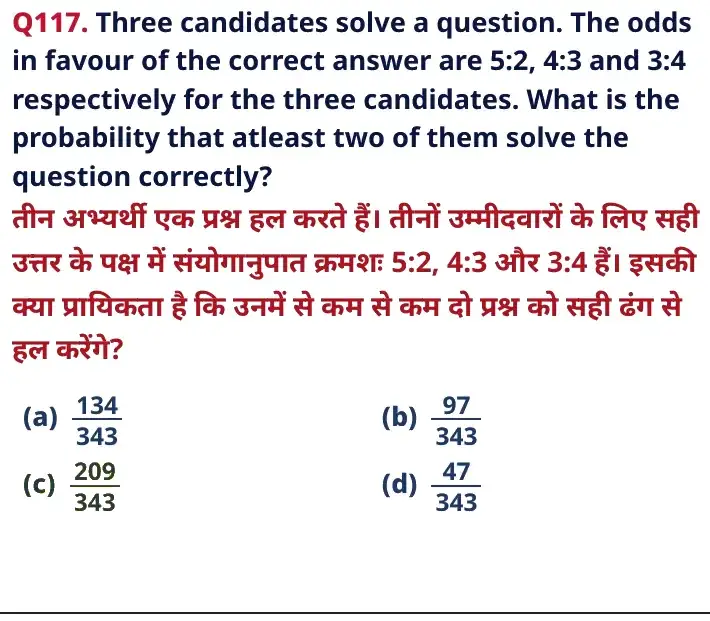 Q117. Three candidates solve a question. The odds
in favour of the correct answer are 5:2, 4:3 and 3:4
respectively for the three candidates. What is the
probability that atleast two of them solve the
question correctly?
तीन अभ्यर्थी एक प्रश्न हल करते हैं। तीनों उम्मीदवारों के लिए सही
उत्तर के पक्ष में संयोगानुपात क्रमशः 5:2, 4:3 और 3:4 हैं। इसकी
क्या प्रायिकता है कि उनमें से कम से कम दो प्रश्न को सही ढंग से
हल करेंगे?
(a) 134/343 (b) 97/343
(c) 209/343 (d) 47/343